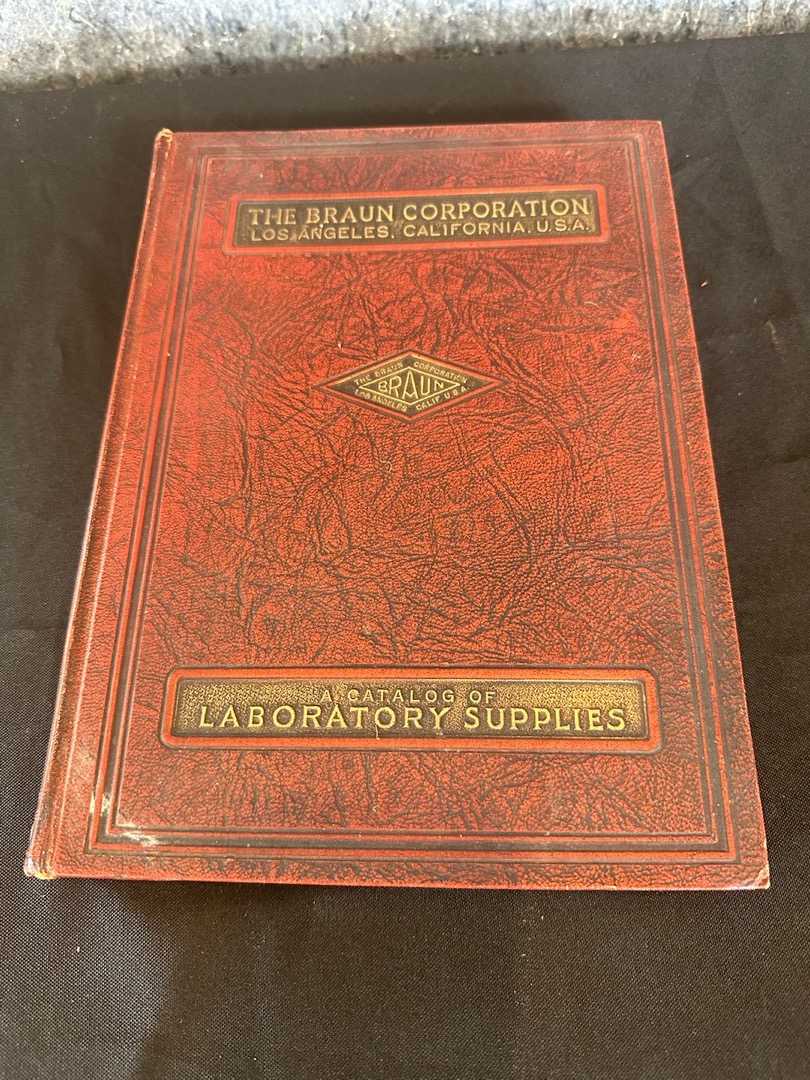 THE BRAUN CORPORATION
LOS ANGELES, CALIFORNIA, U.S.A.
THE BRAUN CORPORATION
BRAUN
LOS ANGELES CALIF. U.S.A.
A CATALOG OF
LABORATORY SUPPLIES